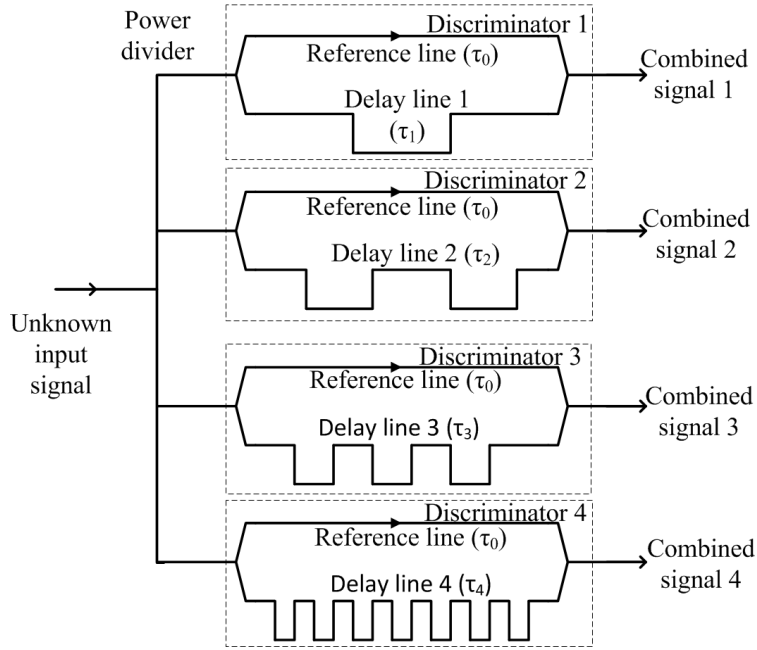 Power
divider
Discriminator 1
Reference line (τ0)
Delay line 1
(τ1)
Combined
signal 1
Discriminator 2
Reference line (τ0)
Delay line 2 (τ2)
Combined
signal 2
Unknown
input
signal
Discriminator 3
Reference line (τ0)
Delay line 3 (τ3)
Combined
signal 3
Discriminator 4
Reference line (τ0)
Delay line 4 (τ4)
Combined
signal 4